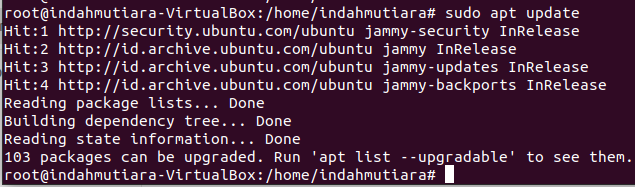 root@indahmutiara-VirtualBox:/home/indahmutiara# sudo apt update
Hit:1 http://security.ubuntu.com/ubuntu jammy-security InRelease
Hit:2 http://id.archive.ubuntu.com/ubuntu jammy InRelease
Hit:3 http://id.archive.ubuntu.com/ubuntu jammy-updates InRelease
Hit:4 http://id.archive.ubuntu.com/ubuntu jammy-backports InRelease
Reading package lists... Done
Building dependency tree... Done
Reading state information... Done
103 packages can be upgraded. Run 'apt list --upgradable' to see them.
root@indahmutiara-VirtualBox:/home/indahmutiara#